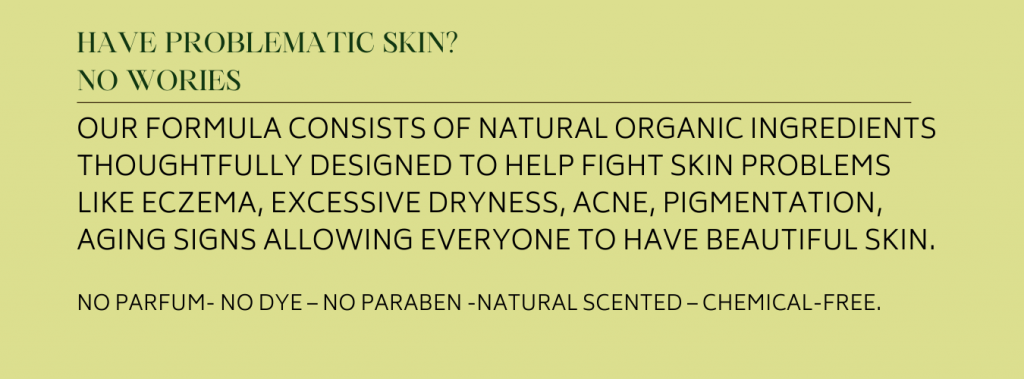 HAVE PROBLEMATIC SKIN?
NO WORIES
OUR FORMULA CONSISTS OF NATURAL ORGANIC INGREDIENTS
THOUGHTFULLY DESIGNED TO HELP FIGHT SKIN PROBLEMS
LIKE ECZEMA, EXCESSIVE DRYNESS, ACNE, PIGMENTATION,
AGING SIGNS ALLOWING EVERYONE TO HAVE BEAUTIFUL SKIN.
NO PARFUM- NO DYE – NO PARABEN -NATURAL SCENTED – CHEMICAL-FREE.